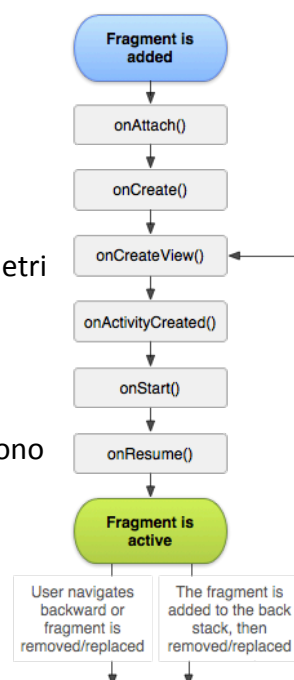 Fragment is
added
onAttach()
onCreate()
etri
onCreateView()
onActivityCreated()
onStart()
ono
onResume()
Fragment is
active
User navigates
backward or
fragment is
removed/replaced
The fragment is
added to the back
stack, then
removed/replaced